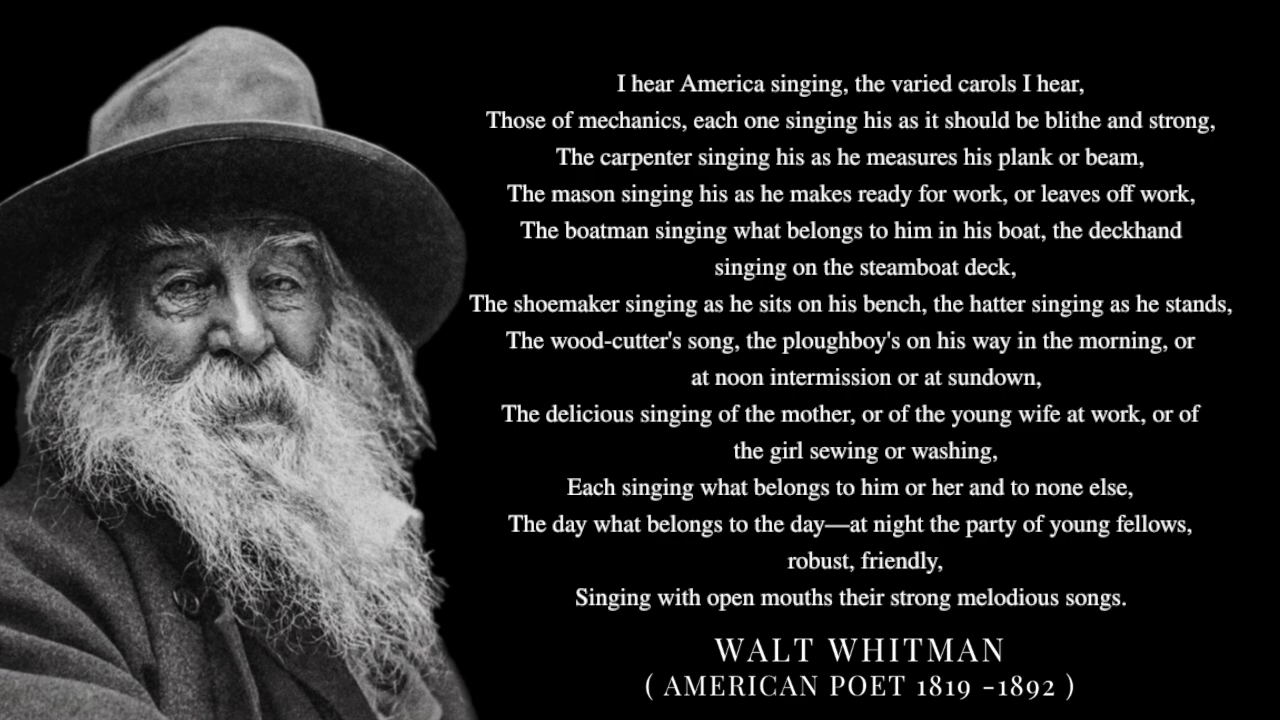 I hear America singing, the varied carols I hear,
Those of mechanics, each one singing his as it should be blithe and strong,
The carpenter singing his as he measures his plank or beam,
The mason singing his as he makes ready for work, or leaves off work,
The boatman singing what belongs to him in his boat, the deckhand
singing on the steamboat deck,
The shoemaker singing as he sits on his bench, the hatter singing as he stands,
The wood-cutter's song, the ploughboy's on his way in the morning, or
at noon intermission or at sundown,
The delicious singing of the mother, or of the young wife at work, or of
the girl sewing or washing,
Each singing what belongs to him or her and to none else,
The day what belongs to the day—at night the party of young fellows,
robust, friendly,
Singing with open mouths their strong melodious songs.
WALT WHITMAN
( AMERICAN POET 1819 -1892 )